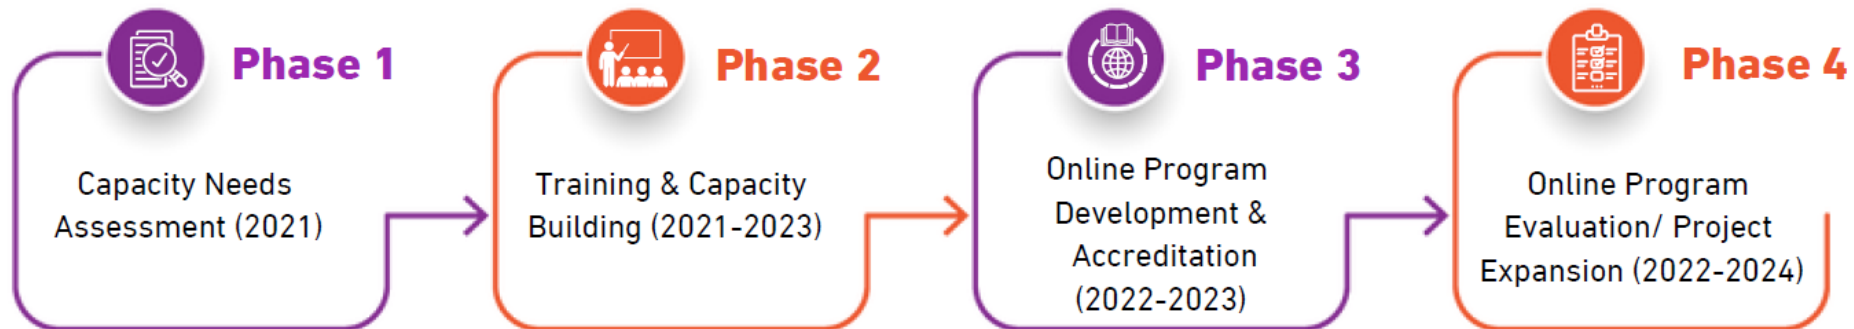 Phase 1
Capacity Needs
Assessment (2021)
Phase 2
Training & Capacity
Building (2021-2023)
Phase 3
Online Program
Development &
Accreditation
(2022-2023)
Phase 4
Online Program
Evaluation/ Project
Expansion (2022-2024)